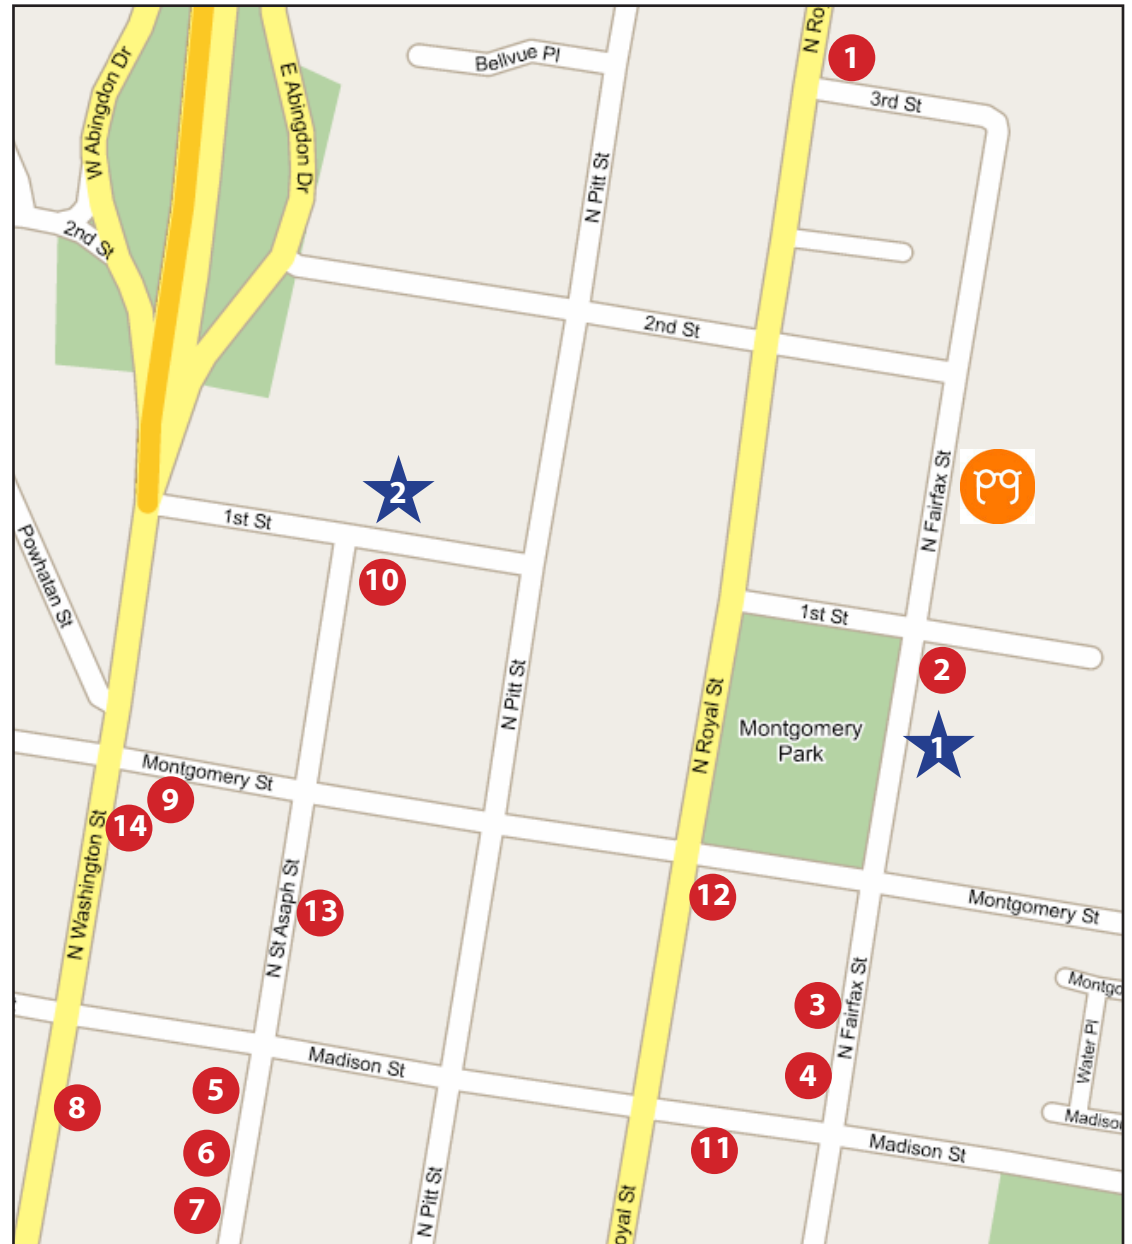 N Ro
1
Bellvue Pl
3rd St
W Abingdon Dr
E Abingdon Dr
N Pitt St
2nd St
2nd St
2
1st St
10
Powhatan St
N Fairfax St
pg
1st St
2
N Pitt St
N Royal St
Montgomery
Park
1
Montgomery St
9
14
N Washington St
N St Asaph St
13
12
Montgomery St
3
N Fairfax St
Montgo
Water Pl
4
Madison St
5
8
6
7
11
Madiso
Madison St
N Pitt St
oyal St